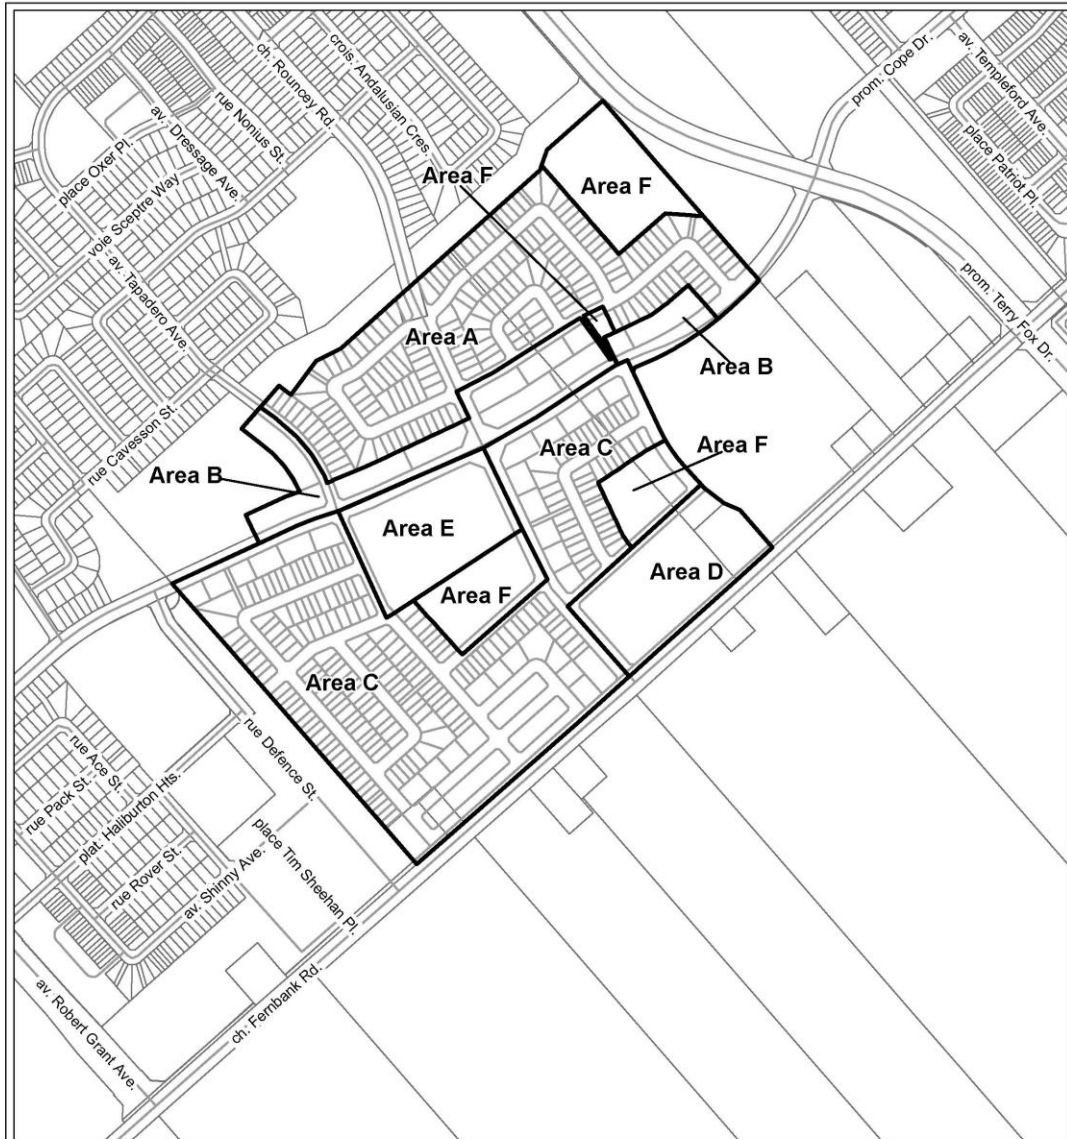 crois. Andalusian Cres.
ch. Rouncey Rd.
rue Nonius St.
av. Dressage Ave.
place Oxer Pl.
voie Sceptre Way
av. Tapadero Ave.
rue Cavesson St.
prom. Cope Dr.
av. Templeford Ave.
place Patriot Pl.
prom. Terry Fox Dr.
Area F
Area F
Area A
Area B
Area C
Area F
Area B
Area E
Area D
Area F
Area C
rue Defence St.
rue Ace St.
rue Pack St.
plat. Haliburton Hts.
rue Rover St.
av. Shinny Ave.
place Tim Sheehan Pl.
ch. Fernbank Rd.
av. Robert Grant Ave.